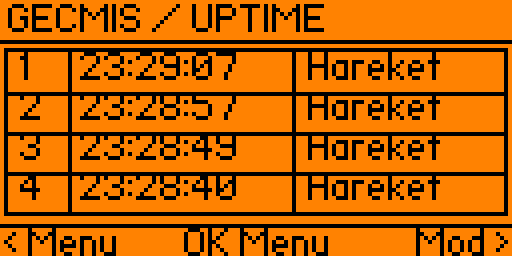 GECMIS / UPTIME
1 23:29:07 Hareket
2 23:28:57 Hareket
3 23:28:49 Hareket
4 23:28:40 Hareket
< Menu OK Menu Mod >